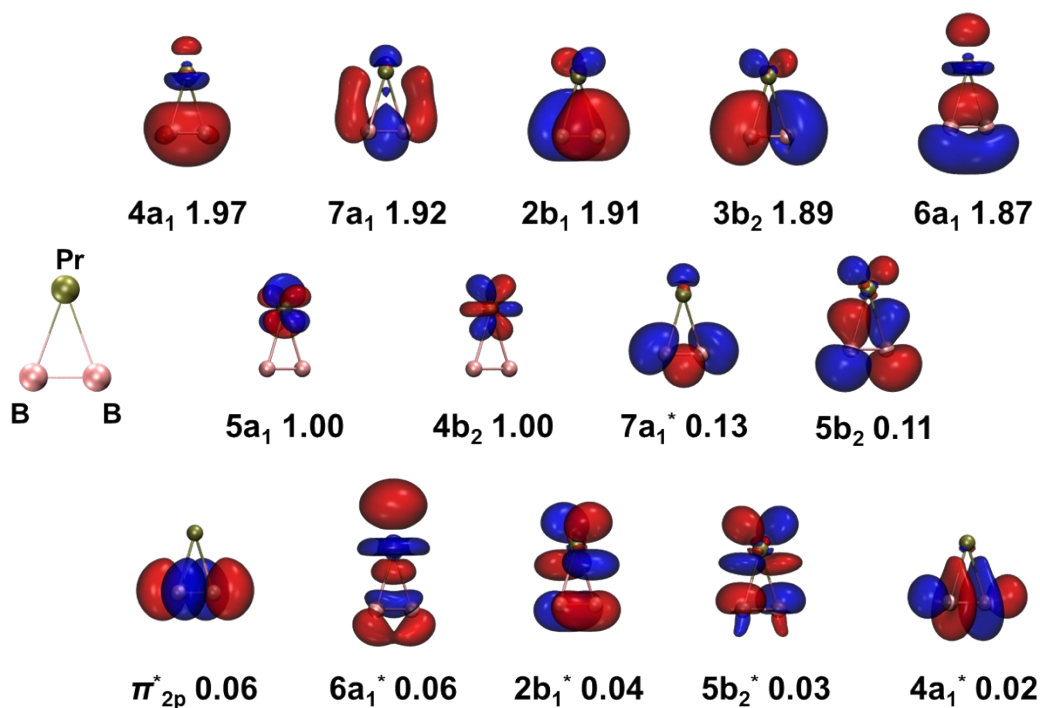 4a₁ 1.97 7a₁ 1.92 2b₁ 1.91 3b₂ 1.89 6a₁ 1.87
Pr
B B
5a₁ 1.00 4b₂ 1.00 7a₁* 0.13 5b₂ 0.11
π*₂p 0.06 6a₁* 0.06 2b₁* 0.04 5b₂* 0.03 4a₁* 0.02